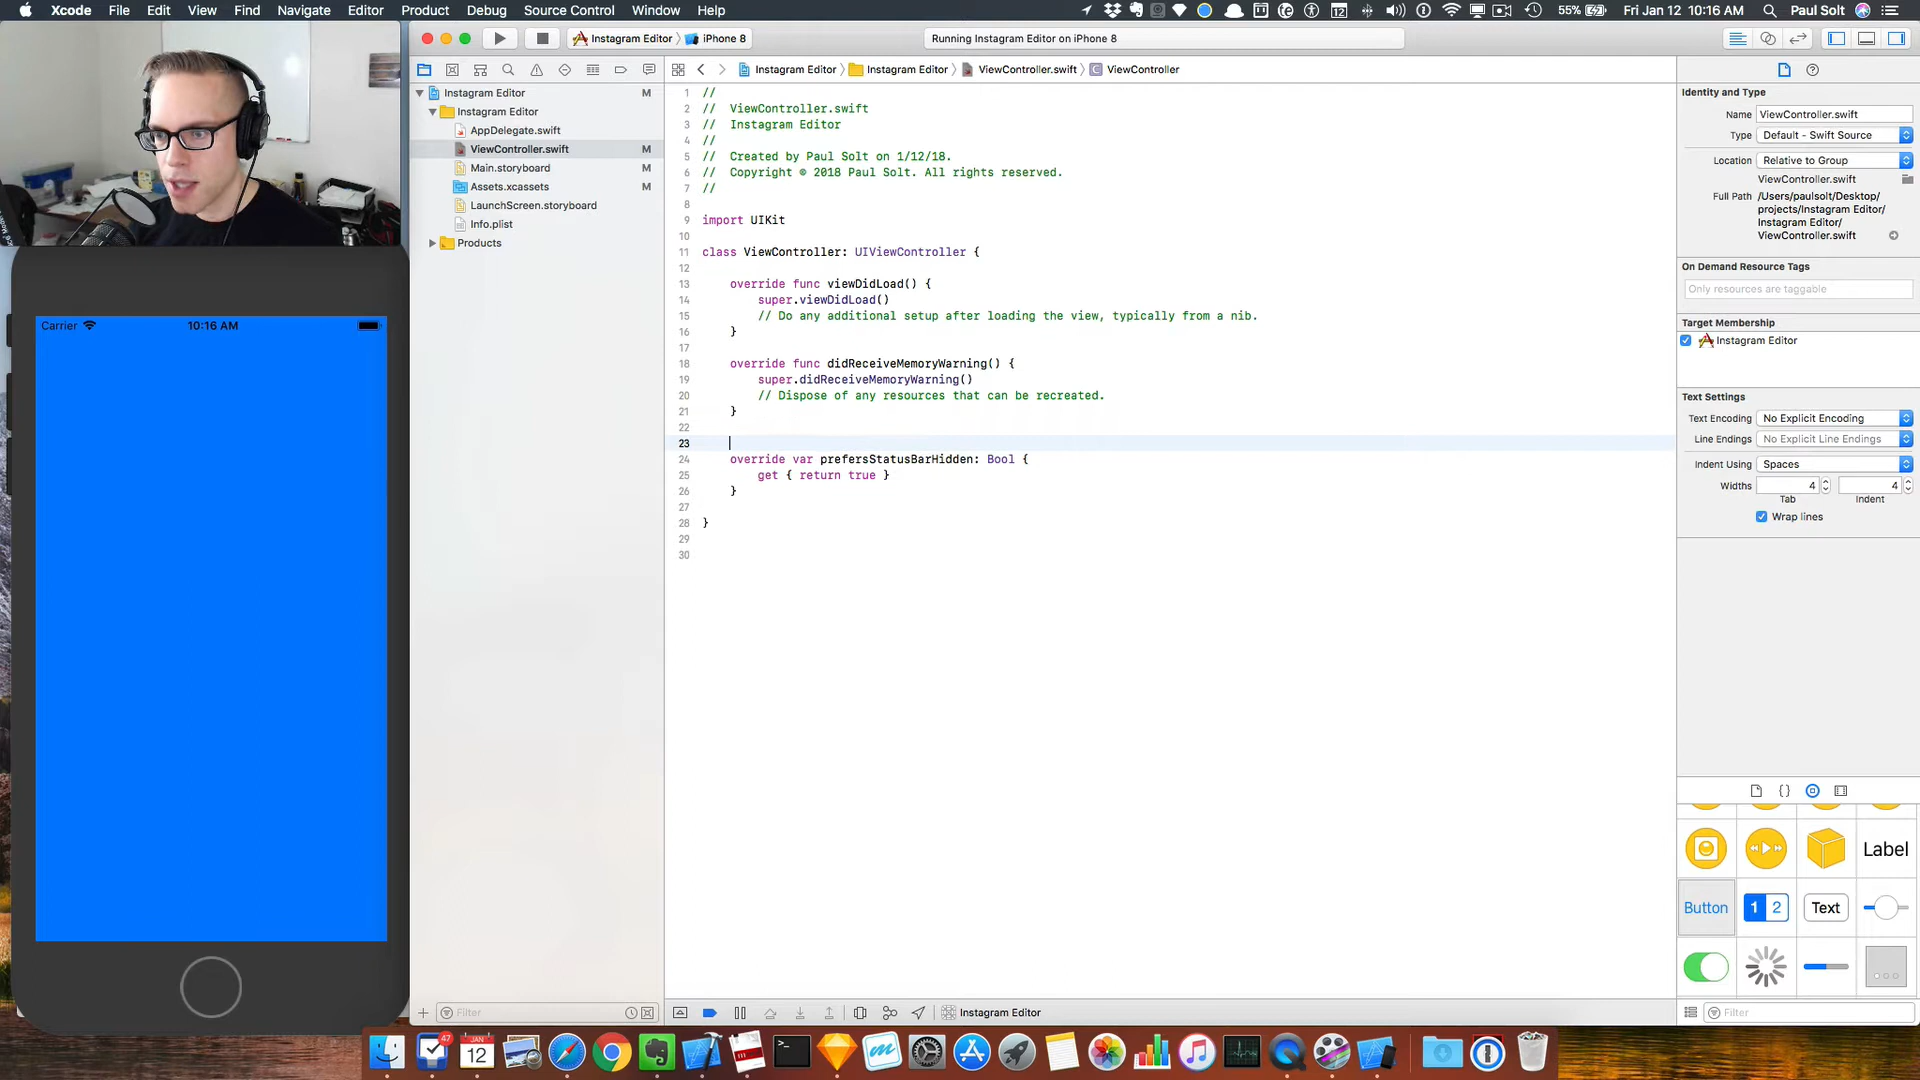 Xcode File Edit View Find Navigate Editor Product Debug Source Control Window Help
55% Fri Jan 12 10:16 AM Paul Solt
Instagram Editor iPhone 8
Running Instagram Editor on iPhone 8
Instagram Editor Instagram Editor ViewController.swift ViewController
Instagram Editor M
Instagram Editor
AppDelegate.swift
ViewController.swift M
Main.storyboard M
Assets.xcassets M
LaunchScreen.storyboard
Info.plist
Products
Carrier 10:16 AM
1 //
2 // ViewController.swift
3 // Instagram Editor
4 //
5 // Created by Paul Solt on 1/12/18.
6 // Copyright © 2018 Paul Solt. All rights reserved.
7 //
8
9 import UIKit
10
11 class ViewController: UIViewController {
12
13 override func viewDidLoad() {
14 super.viewDidLoad()
15 // Do any additional setup after loading the view, typically from a nib.
16 }
17
18 override func didReceiveMemoryWarning() {
19 super.didReceiveMemoryWarning()
20 // Dispose of any resources that can be recreated.
21 }
22
23
24 override var prefersStatusBarHidden: Bool {
25 get { return true }
26 }
27
28 }
29
30
Identity and Type
Name ViewController.swift
Type Default - Swift Source
Location Relative to Group
ViewController.swift
Full Path /Users/paulsolt/Desktop/
projects/Instagram Editor/
Instagram Editor/
ViewController.swift
On Demand Resource Tags
Only resources are taggable
Target Membership
Instagram Editor
Text Settings
Text Encoding No Explicit Encoding
Line Endings No Explicit Line Endings
Indent Using Spaces
Widths 4 4
Tab Indent
Wrap lines
Label
Button 1 2 Text
Filter
Instagram Editor
Filter
47
JAN
12